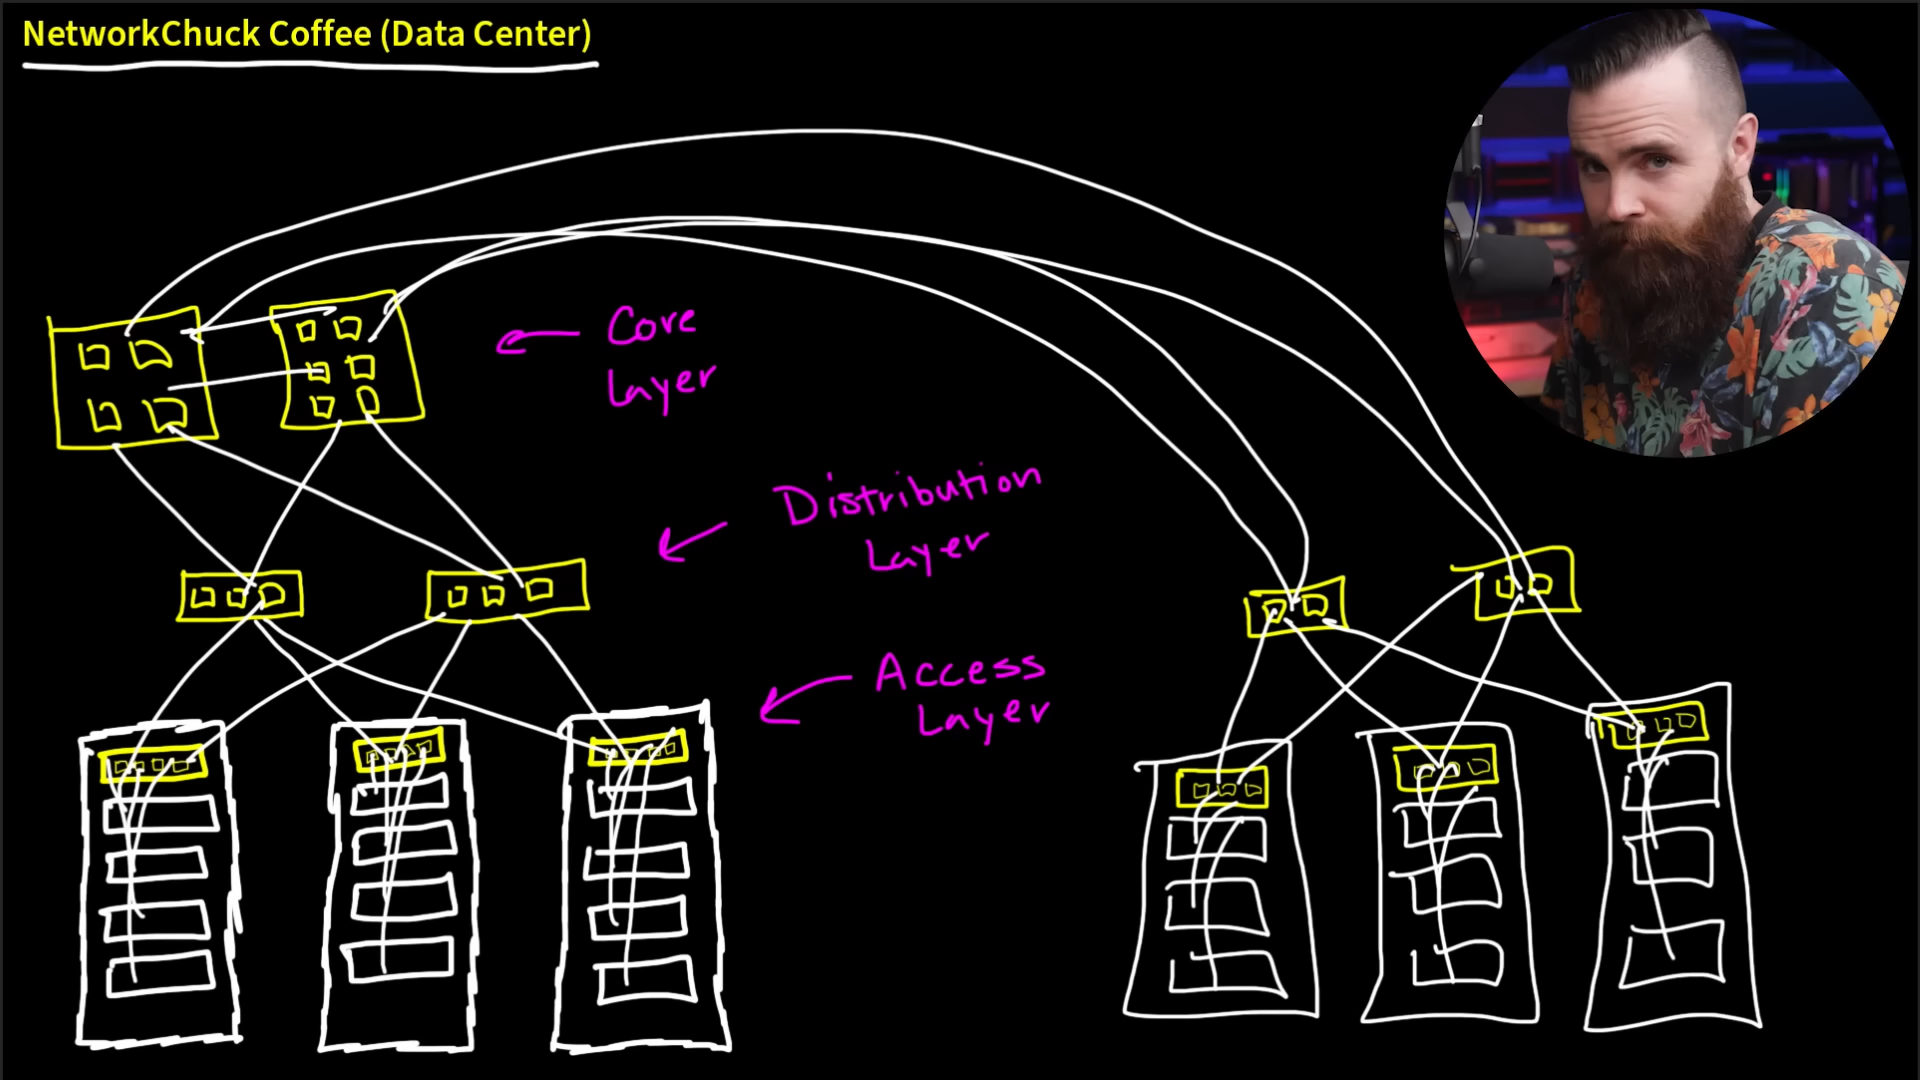 NetworkChuck Coffee (Data Center)
Core
Layer
Distribution
Layer
Access
Layer